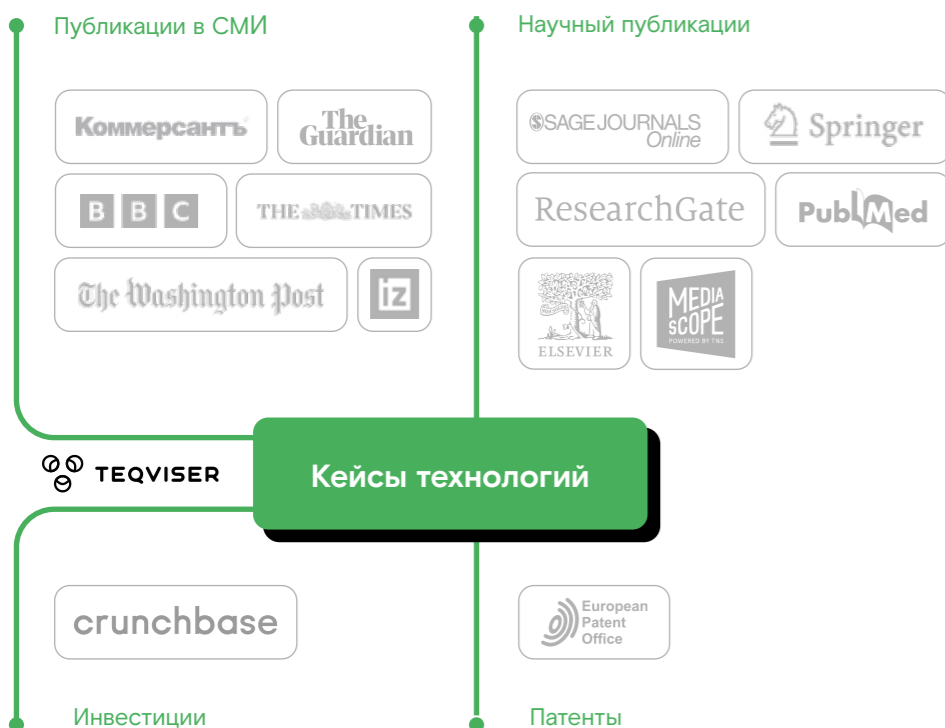 Публикации в СМИ
Коммерсантъ
The
Guardian
BBC
THE TIMES
The Washington Post
iz
Научный публикации
SAGE JOURNALS
Online
Springer
ResearchGate
PubMed
ELSEVIER
MEDIA
SCOPE
POWERED BY TNS
TEQVISER
Кейсы технологий
crunchbase
Инвестиции
European
Patent
Office
Патенты